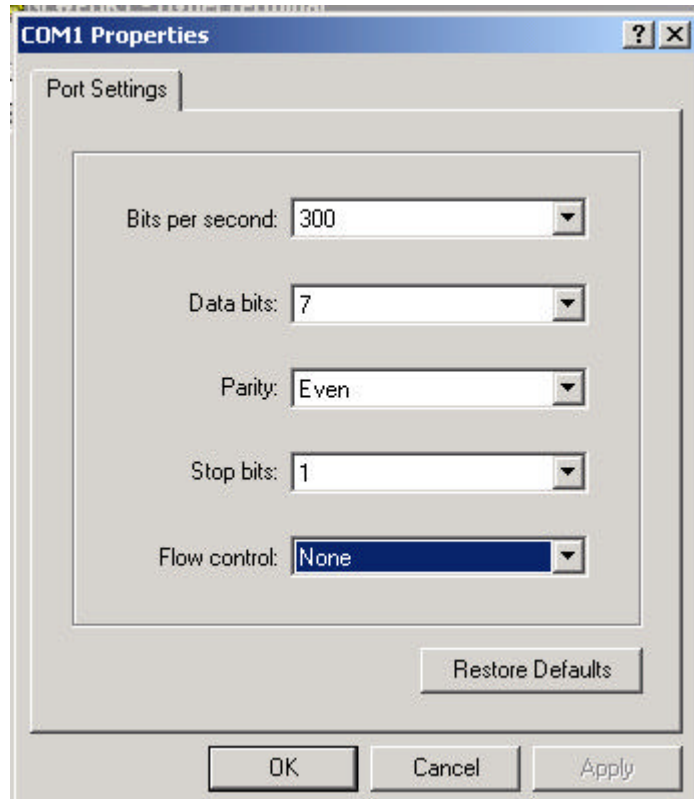 COM1 Properties
Port Settings
Bits per second: 300
Data bits: 7
Parity: Even
Stop bits: 1
Flow control: None
Restore Defaults
OK Cancel Apply